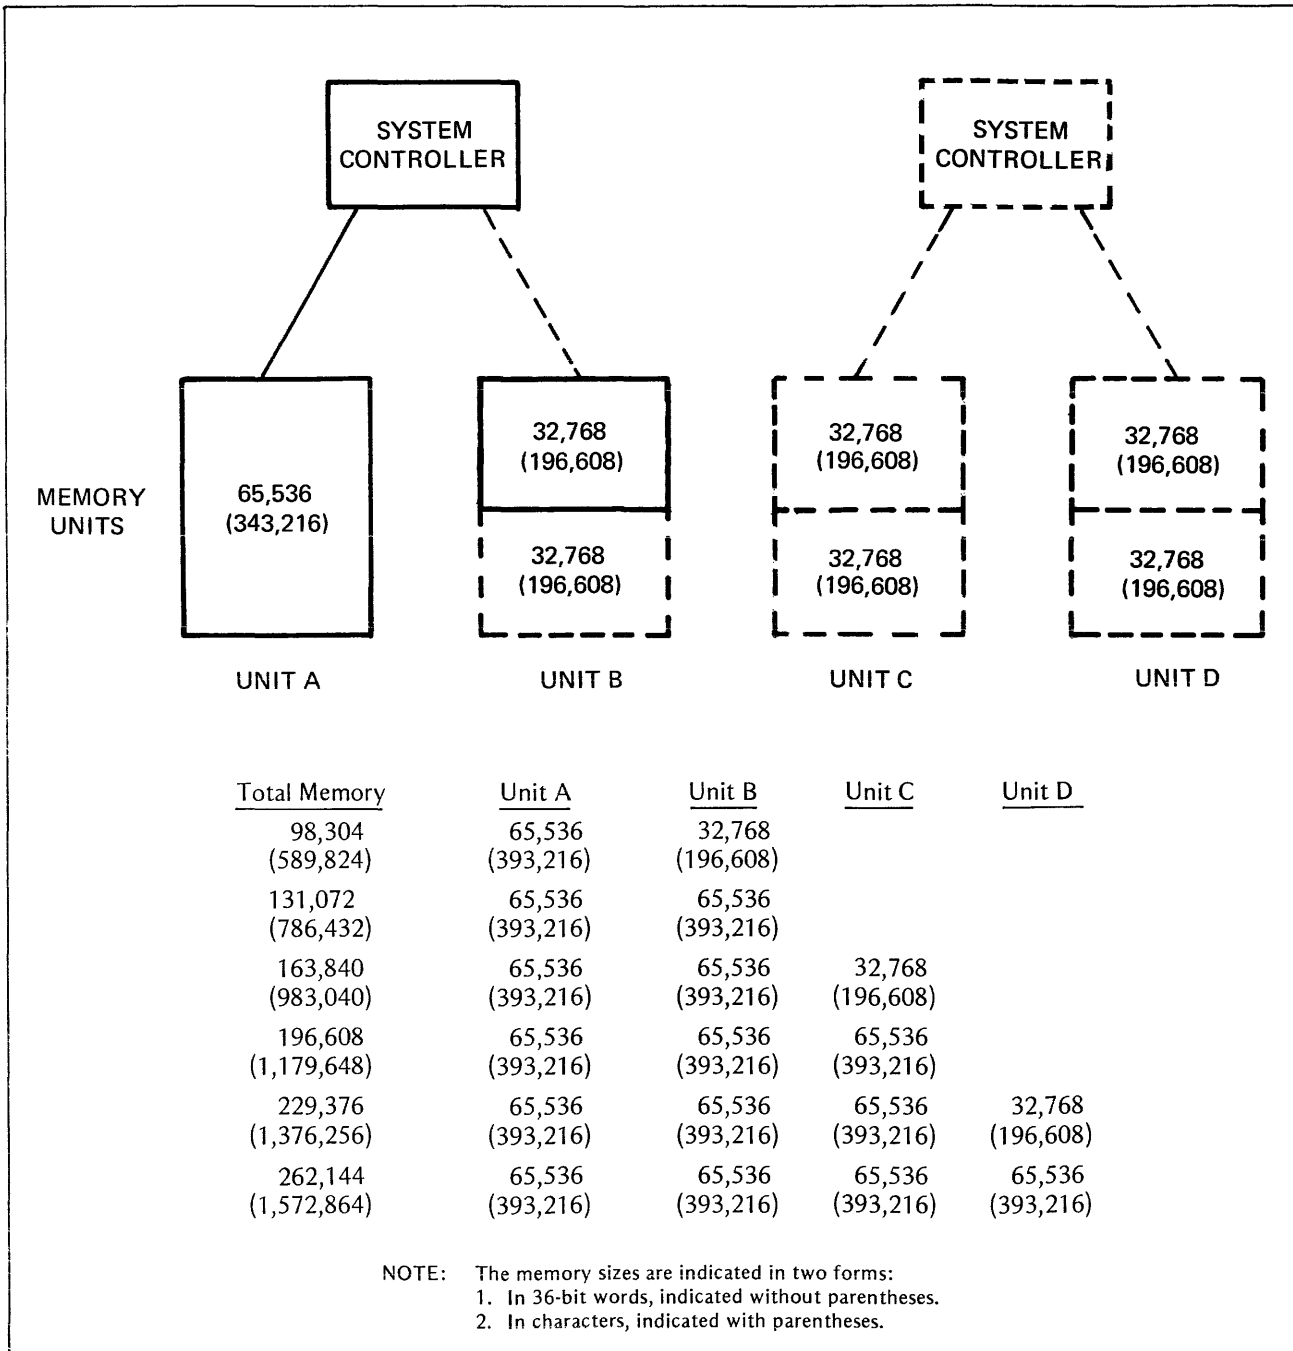 SYSTEM
CONTROLLER
SYSTEM
CONTROLLER
MEMORY
UNITS
65,536
(343,216)
32,768
(196,608)
32,768
(196,608)
32,768
(196,608)
32,768
(196,608)
32,768
(196,608)
32,768
(196,608)
UNIT A UNIT B UNIT C UNIT D
Total Memory Unit A Unit B Unit C Unit D
98,304 65,536 32,768
(589,824) (393,216) (196,608)
131,072 65,536 65,536
(786,432) (393,216) (393,216)
163,840 65,536 65,536 32,768
(983,040) (393,216) (393,216) (196,608)
196,608 65,536 65,536 65,536
(1,179,648) (393,216) (393,216) (393,216)
229,376 65,536 65,536 65,536 32,768
(1,376,256) (393,216) (393,216) (393,216) (196,608)
262,144 65,536 65,536 65,536 65,536
(1,572,864) (393,216) (393,216) (393,216) (393,216)
NOTE: The memory sizes are indicated in two forms:
1. In 36-bit words, indicated without parentheses.
2. In characters, indicated with parentheses.